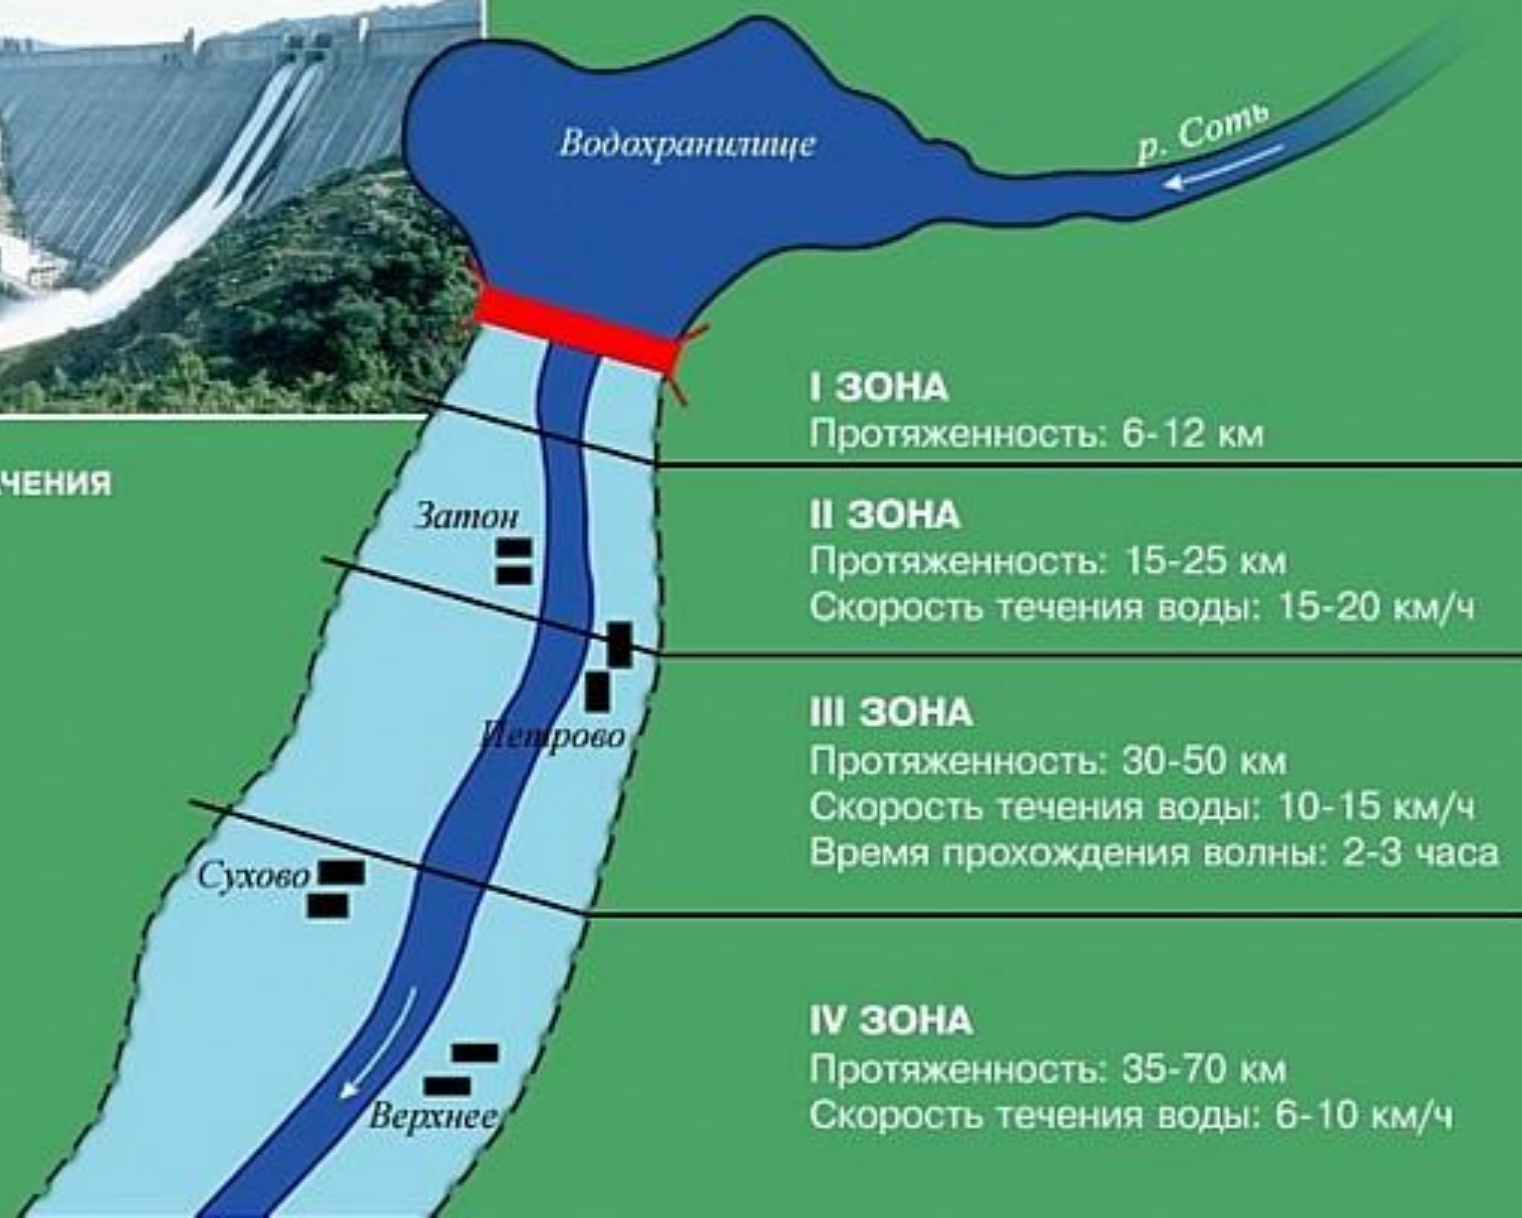 Водохранилище
р. Соть
I ЗОНА
Протяженность: 6-12 км
II ЗОНА
Протяженность: 15-25 км
Скорость течения воды: 15-20 км/ч
III ЗОНА
Протяженность: 30-50 км
Скорость течения воды: 10-15 км/ч
Время прохождения волны: 2-3 часа
IV ЗОНА
Протяженность: 35-70 км
Скорость течения воды: 6-10 км/ч
ЧЕНИЯ
Затон
Петрово
Сухово
Верхнее